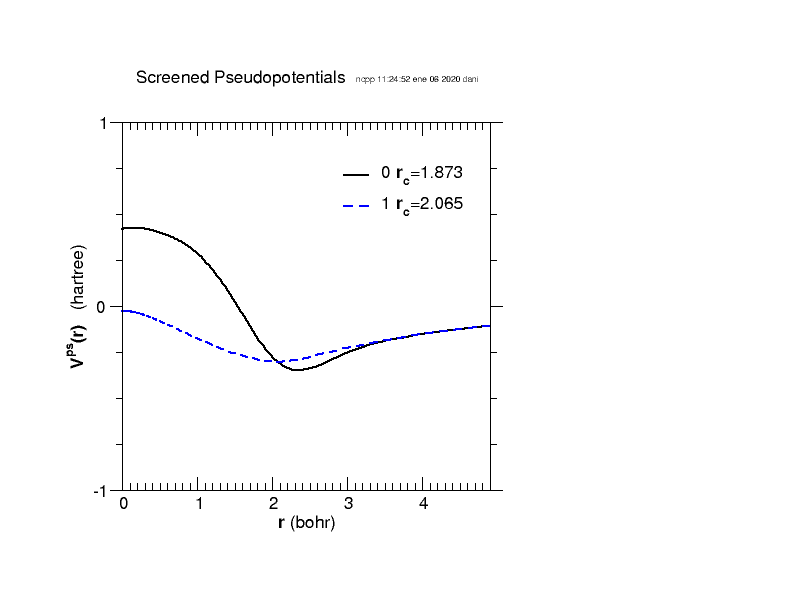 Screened Pseudopotentials ncpp 11:24:52 ene 06 2020 dani
1
0 rc=1.873
1 rc=2.065
Vps(r) (hartree)
0
-1
0 1 2 3 4
r (bohr)